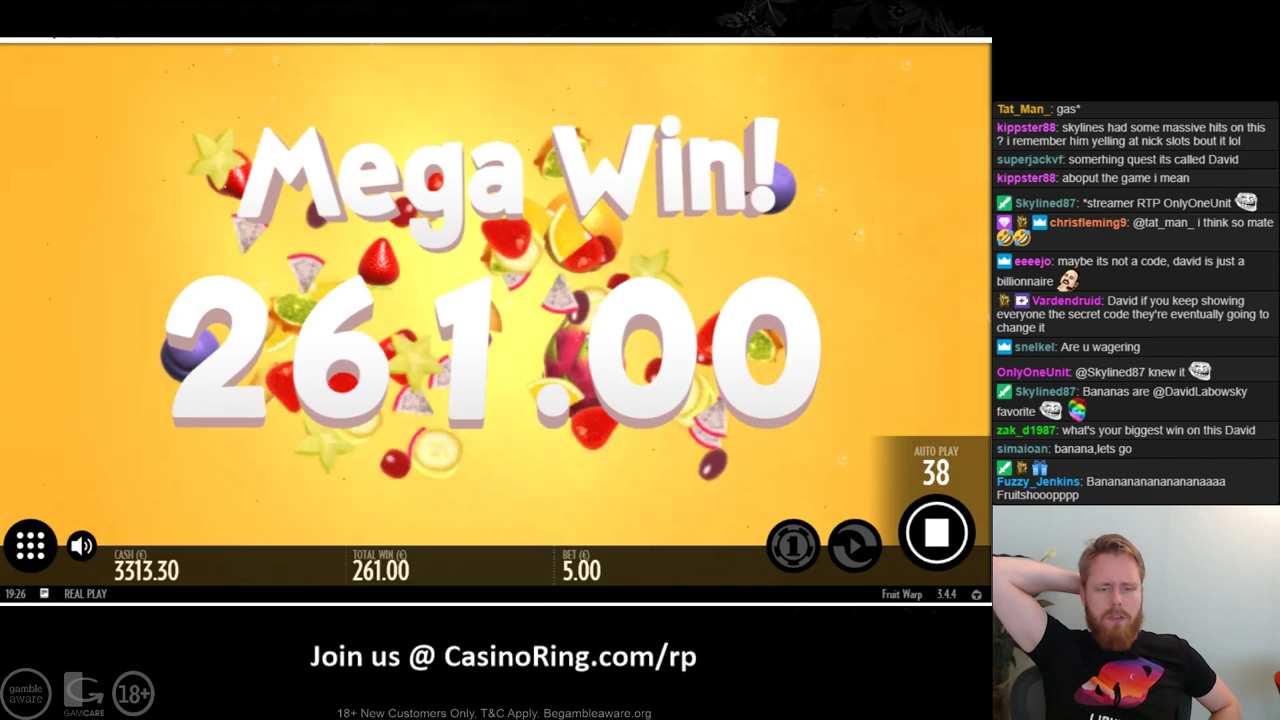 Mega Win!
261.00
AUTO PLAY
38
CASH (€)
3313.30
TOTAL WIN (€)
261.00
BET (€)
5.00
1
19:26
REAL PLAY
Fruit Warp
3.4.4
Join us @ CasinoRing.com/rp
gamble
aware
GAMCARE
18+
18+ New Customers Only, T&C Apply. Begambleaware.org
Tat_Man_: gas*
kippster88: skylines had some massive hits on this
? i remember him yelling at nick slots bout it lol
superjackvf: somerhing quest its called David
kippster88: aboput the game i mean
Skylined87: *streamer RTP OnlyOneUnit
chrisfleming9: @tat_man_ i think so mate
eeeejo: maybe its not a code, david is just a
billionnaire
Vardendruid: David if you keep showing
everyone the secret code they're eventually going to
change it
snelkel: Are u wagering
OnlyOneUnit: @Skylined87 knew it
Skylined87: Bananas are @DavidLabowsky
favorite
zak_d1987: what's your biggest win on this David
simaioan: banana,lets go
Fuzzy_Jenkins: Bananananananananaaaa
Fruitshooopppp